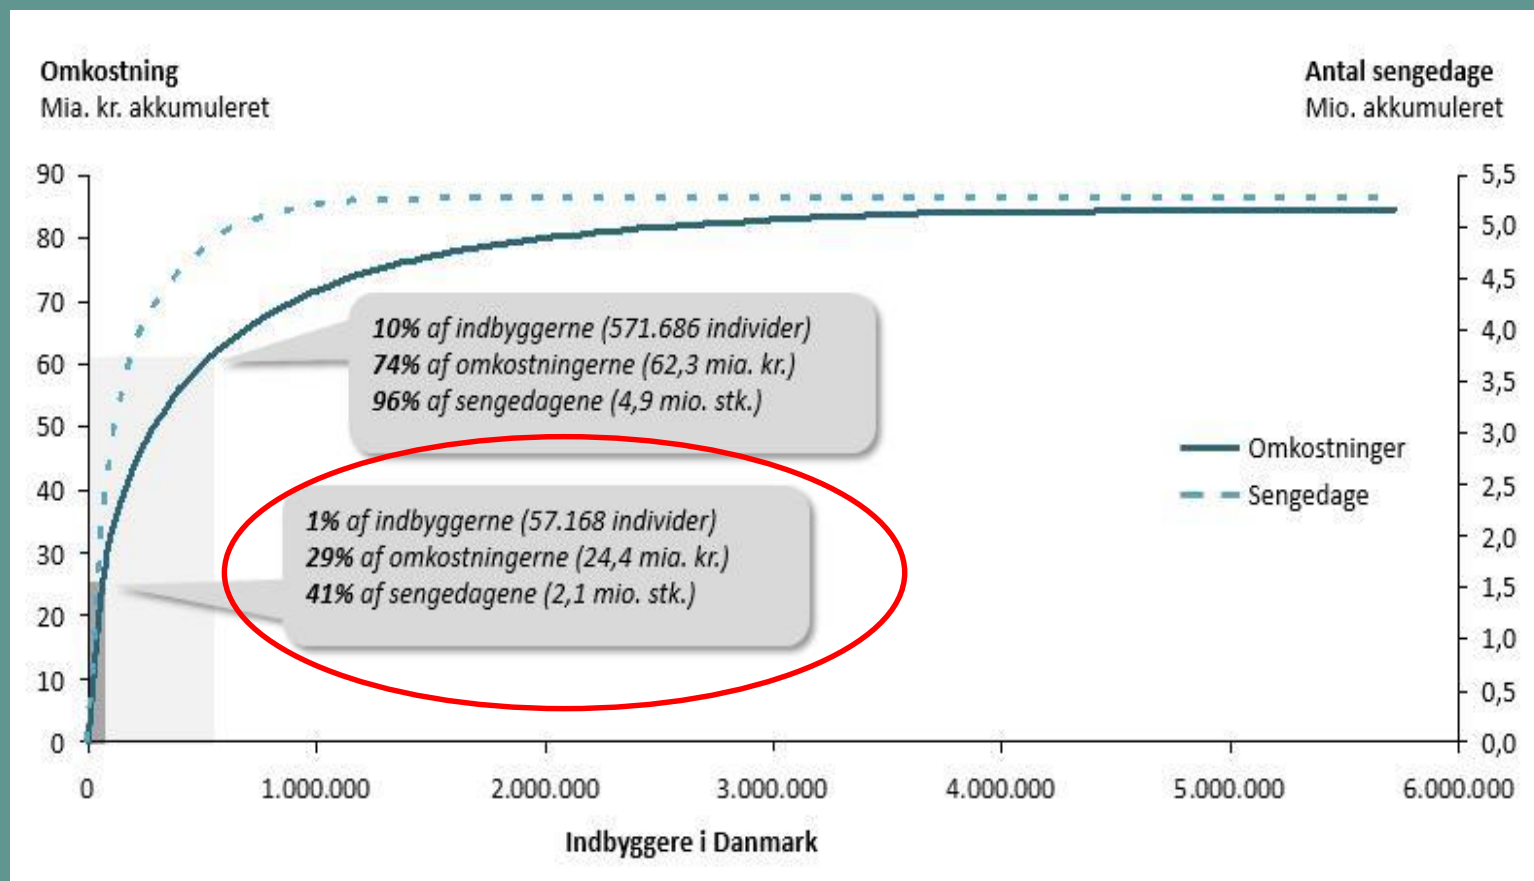 Omkostning
Mia. kr. akkumuleret
Antal sengedage
Mio. akkumuleret
90
80
70
60
50
40
30
20
10
0
5,5
5,0
4,5
4,0
3,5
3,0
2,5
2,0
1,5
1,0
0,5
0,0
10% af indbyggerne (571.686 individer)
74% af omkostningerne (62,3 mia. kr.)
96% af sengedagene (4,9 mio. stk.)
1% af indbyggerne (57.168 individer)
29% af omkostningerne (24,4 mia. kr.)
41% af sengedagene (2,1 mio. stk.)
Omkostninger
Sengedage
0
1.000.000
2.000.000
3.000.000
4.000.000
5.000.000
6.000.000
Indbyggere i Danmark